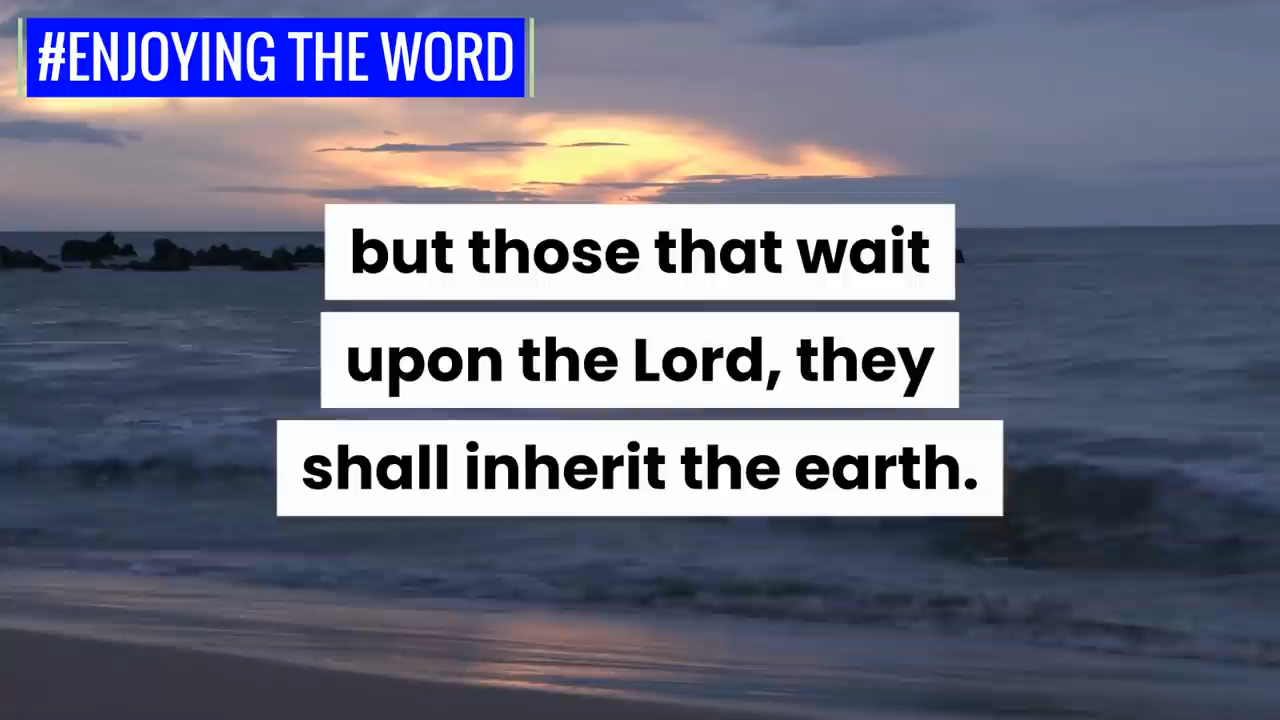 #ENJOYING THE WORD
but those that wait
upon the Lord, they
shall inherit the earth.